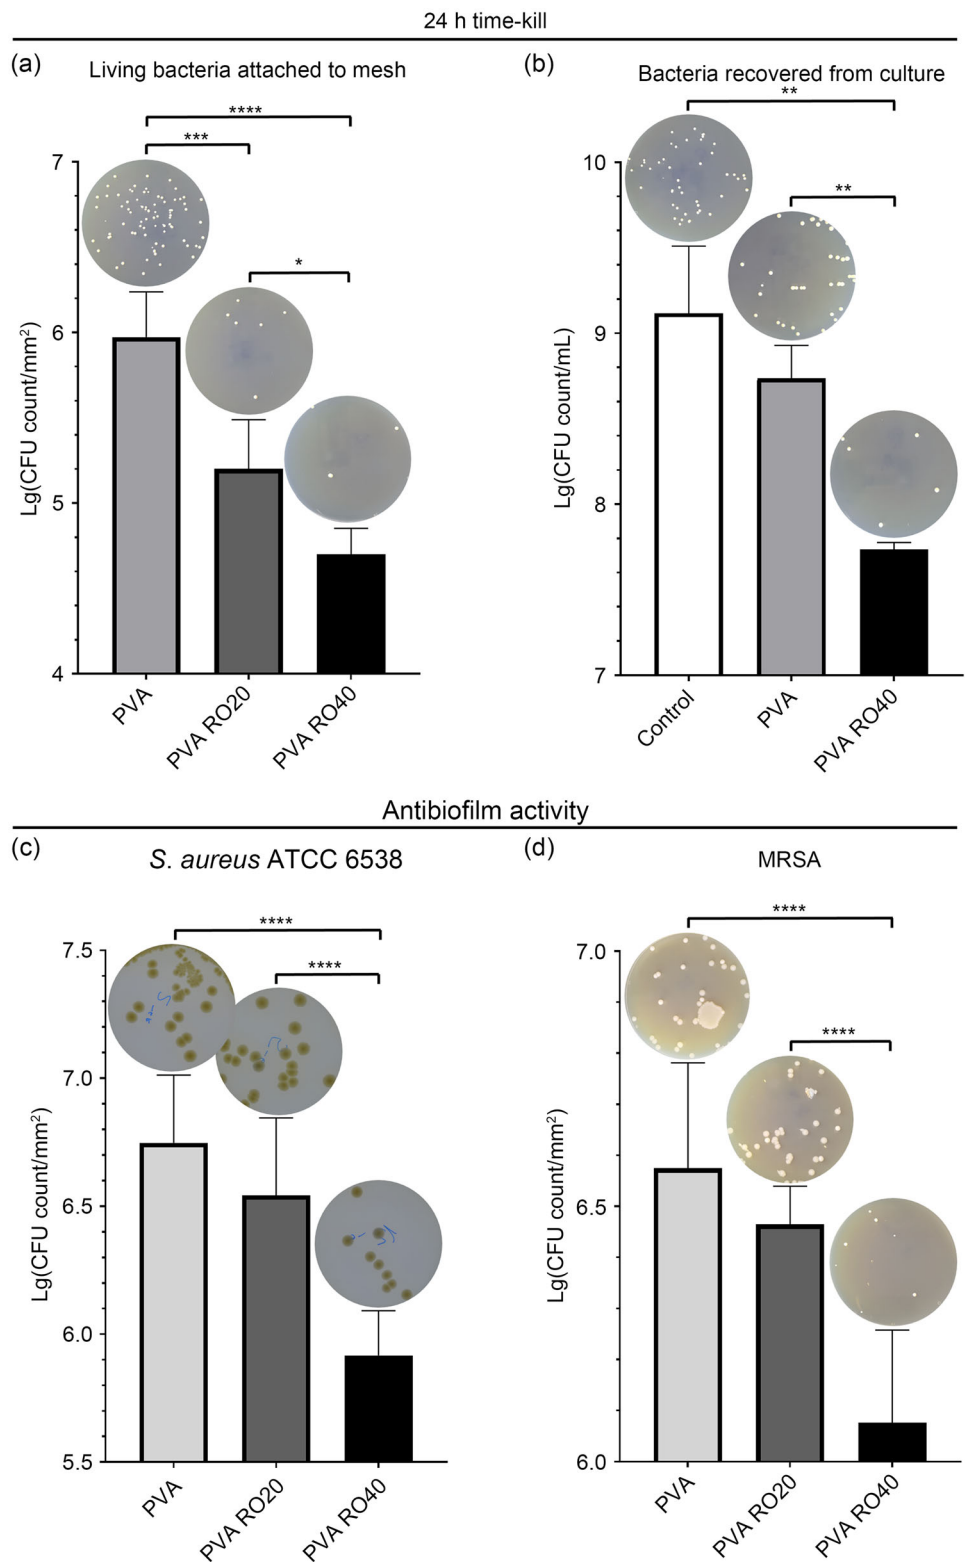 24 h time-kill
(a)
Living bacteria attached to mesh
****
***
*
Lg(CFU count/mm²)
7
6
5
4
PVA
PVA RO20
PVA RO40
(b)
Bacteria recovered from culture
**
**
Lg(CFU count/mL)
10
9
8
7
Control
PVA
PVA RO40
Antibiofilm activity
(c)
S. aureus ATCC 6538
****
****
Lg(CFU count/mm²)
7.5
7.0
6.5
6.0
5.5
PVA
PVA RO20
PVA RO40
(d)
MRSA
****
****
Lg(CFU count/mm²)
7.0
6.5
6.0
PVA
PVA RO20
PVA RO40